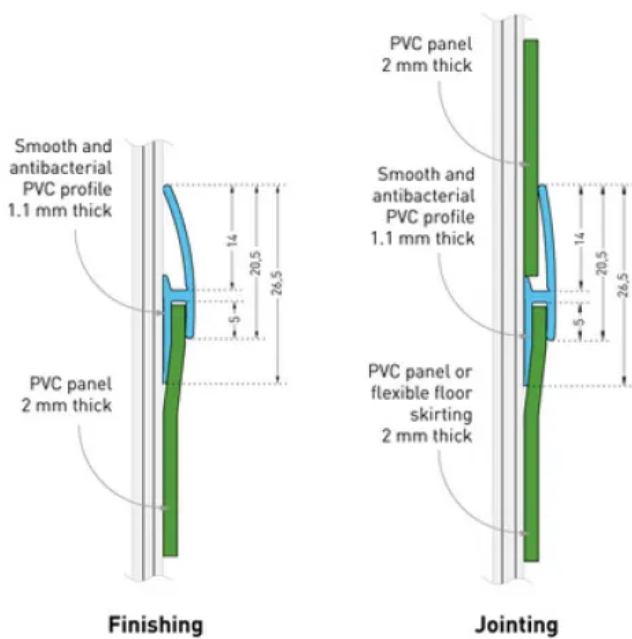 Smooth and
antibacterial
PVC profile
1.1 mm thick
14
20,5
26,5
5
PVC panel
2 mm thick
Finishing
PVC panel
2 mm thick
Smooth and
antibacterial
PVC profile
1.1 mm thick
14
20,5
26,5
5
PVC panel or
flexible floor
skirting
2 mm thick
Jointing